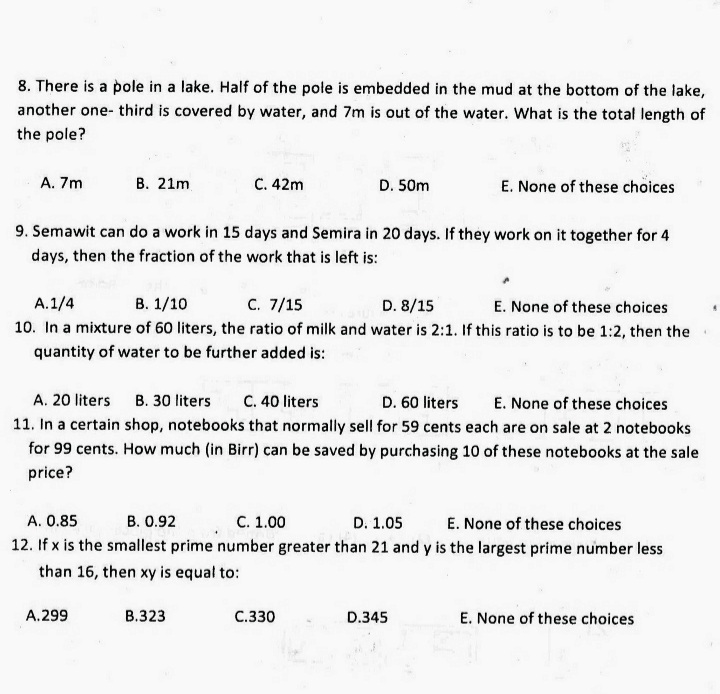 8. There is a pole in a lake. Half of the pole is embedded in the mud at the bottom of the lake,
another one- third is covered by water, and 7m is out of the water. What is the total length of
the pole?
A. 7m B. 21m C. 42m D. 50m E. None of these choices
9. Semawit can do a work in 15 days and Semira in 20 days. If they work on it together for 4
days, then the fraction of the work that is left is:
A.1/4 B. 1/10 C. 7/15 D. 8/15 E. None of these choices
10. In a mixture of 60 liters, the ratio of milk and water is 2:1. If this ratio is to be 1:2, then the
quantity of water to be further added is:
A. 20 liters B. 30 liters C. 40 liters D. 60 liters E. None of these choices
11. In a certain shop, notebooks that normally sell for 59 cents each are on sale at 2 notebooks
for 99 cents. How much (in Birr) can be saved by purchasing 10 of these notebooks at the sale
price?
A. 0.85 B. 0.92 C. 1.00 D. 1.05 E. None of these choices
12. If x is the smallest prime number greater than 21 and y is the largest prime number less
than 16, then xy is equal to:
A.299 B.323 C.330 D.345 E. None of these choices